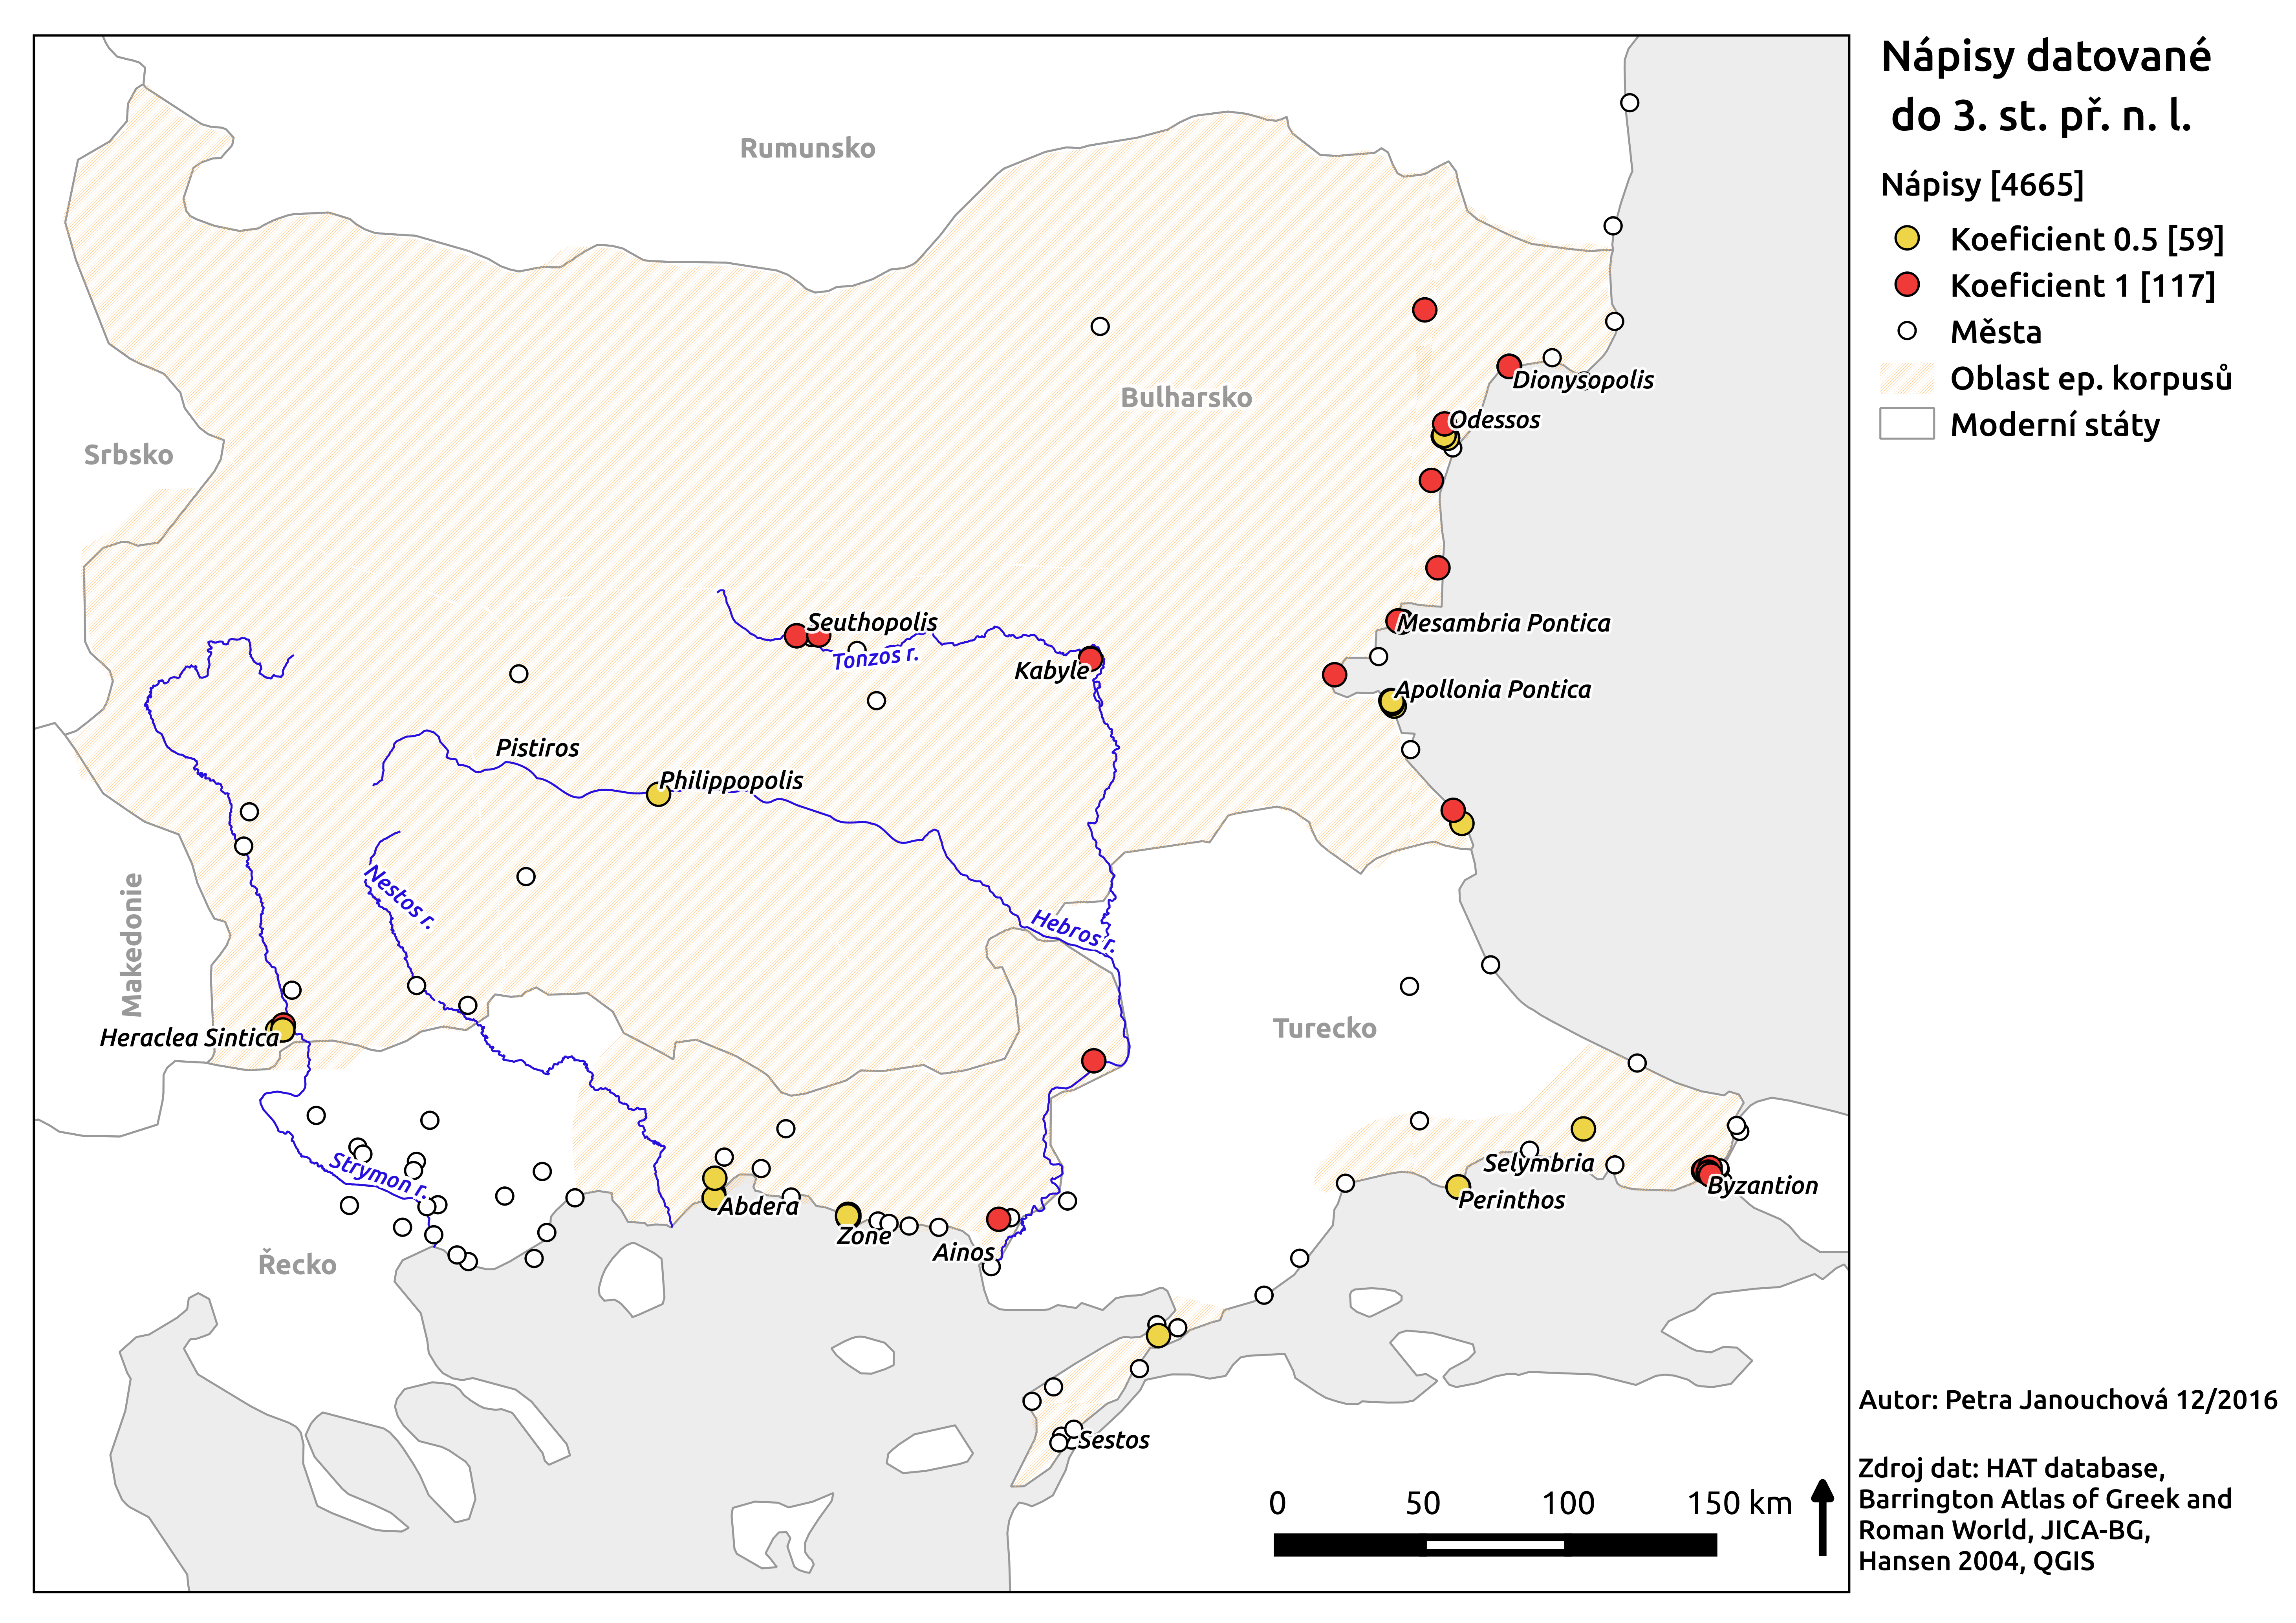 Nápisy datované
do 3. st. př. n. l.
Nápisy [4665]
Koeficient 0.5 [59]
Koeficient 1 [117]
Města
Oblast ep. korpusů
Moderní státy
Rumunsko
Bulharsko
Srbsko
Dionysopolis
Odessos
Seuthopolis
Mesambria Pontica
Tonzos r.
Kabyle
Apollonia Pontica
Pistiros
Philippopolis
Nestos r.
Hebros r.
Makedonie
Heraclea Sintica
Turecko
Strymon r.
Selymbria
Byzantion
Abdera
Perinthos
Zone
Ainos
Řecko
Sestos
0 50 100 150 km
Autor: Petra Janouchová 12/2016
Zdroj dat: HAT database,
Barrington Atlas of Greek and
Roman World, JICA-BG,
Hansen 2004, QGIS